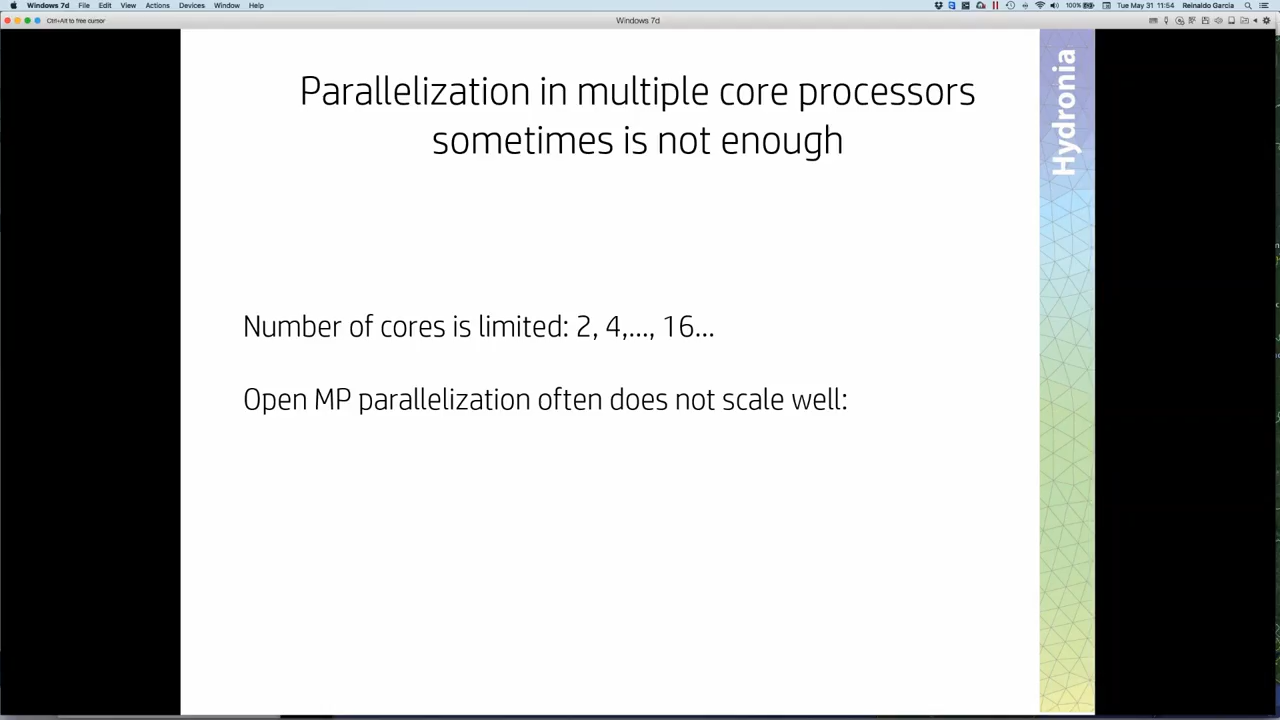 Windows 7d File Edit View Actions Devices Window Help
100% Tue May 31 11:54 Reinaldo Garcia
Ctrl+Alt to free cursor
Windows 7d
Parallelization in multiple core processors
sometimes is not enough
Hydronia
Number of cores is limited: 2, 4,..., 16...
Open MP parallelization often does not scale well: